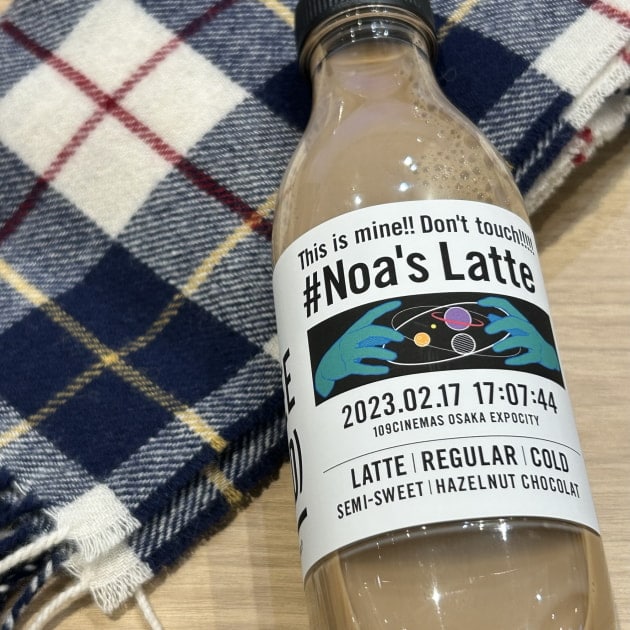 This is mine!! Don't touch!!!!!
#Noa's Latte
2023.02.17 17:07:44
109CINEMAS OSAKA EXPOCITY
LATTE | REGULAR | COLD
SEMI-SWEET | HAZELNUT CHOCOLAT